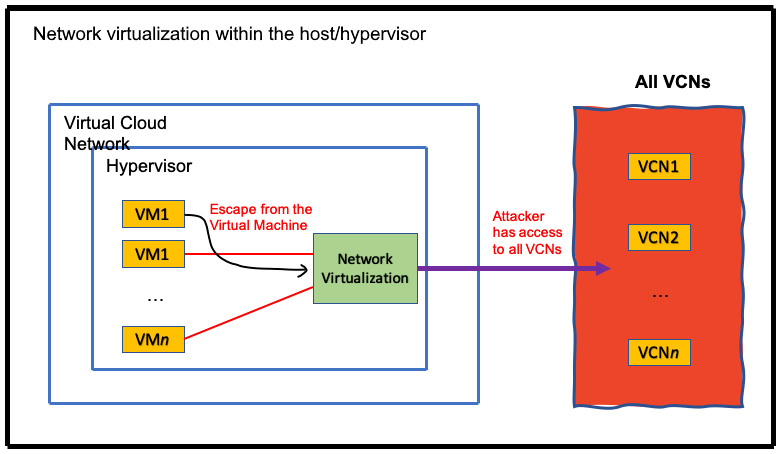 Network virtualization within the host/hypervisor
All VCNs
Virtual Cloud
Network
Hypervisor
VM1
Escape from the
Virtual Machine
VM1
...
VMn
Network
Virtualization
Attacker
has access
to all VCNs
VCN1
VCN2
...
VCNn